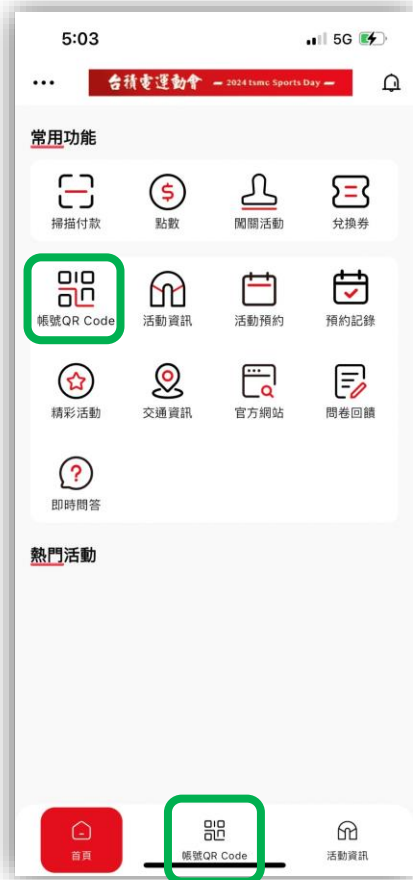 5:03 5G
台積電運動會 2024 tsmc Sports Day
常用功能
掃描付款 點數 闖關活動 兌換券
帳號QR Code 活動資訊 活動預約 預約記錄
精彩活動 交通資訊 官方網站 問卷回饋
即時問答
熱門活動
首頁 帳號QR Code 活動資訊